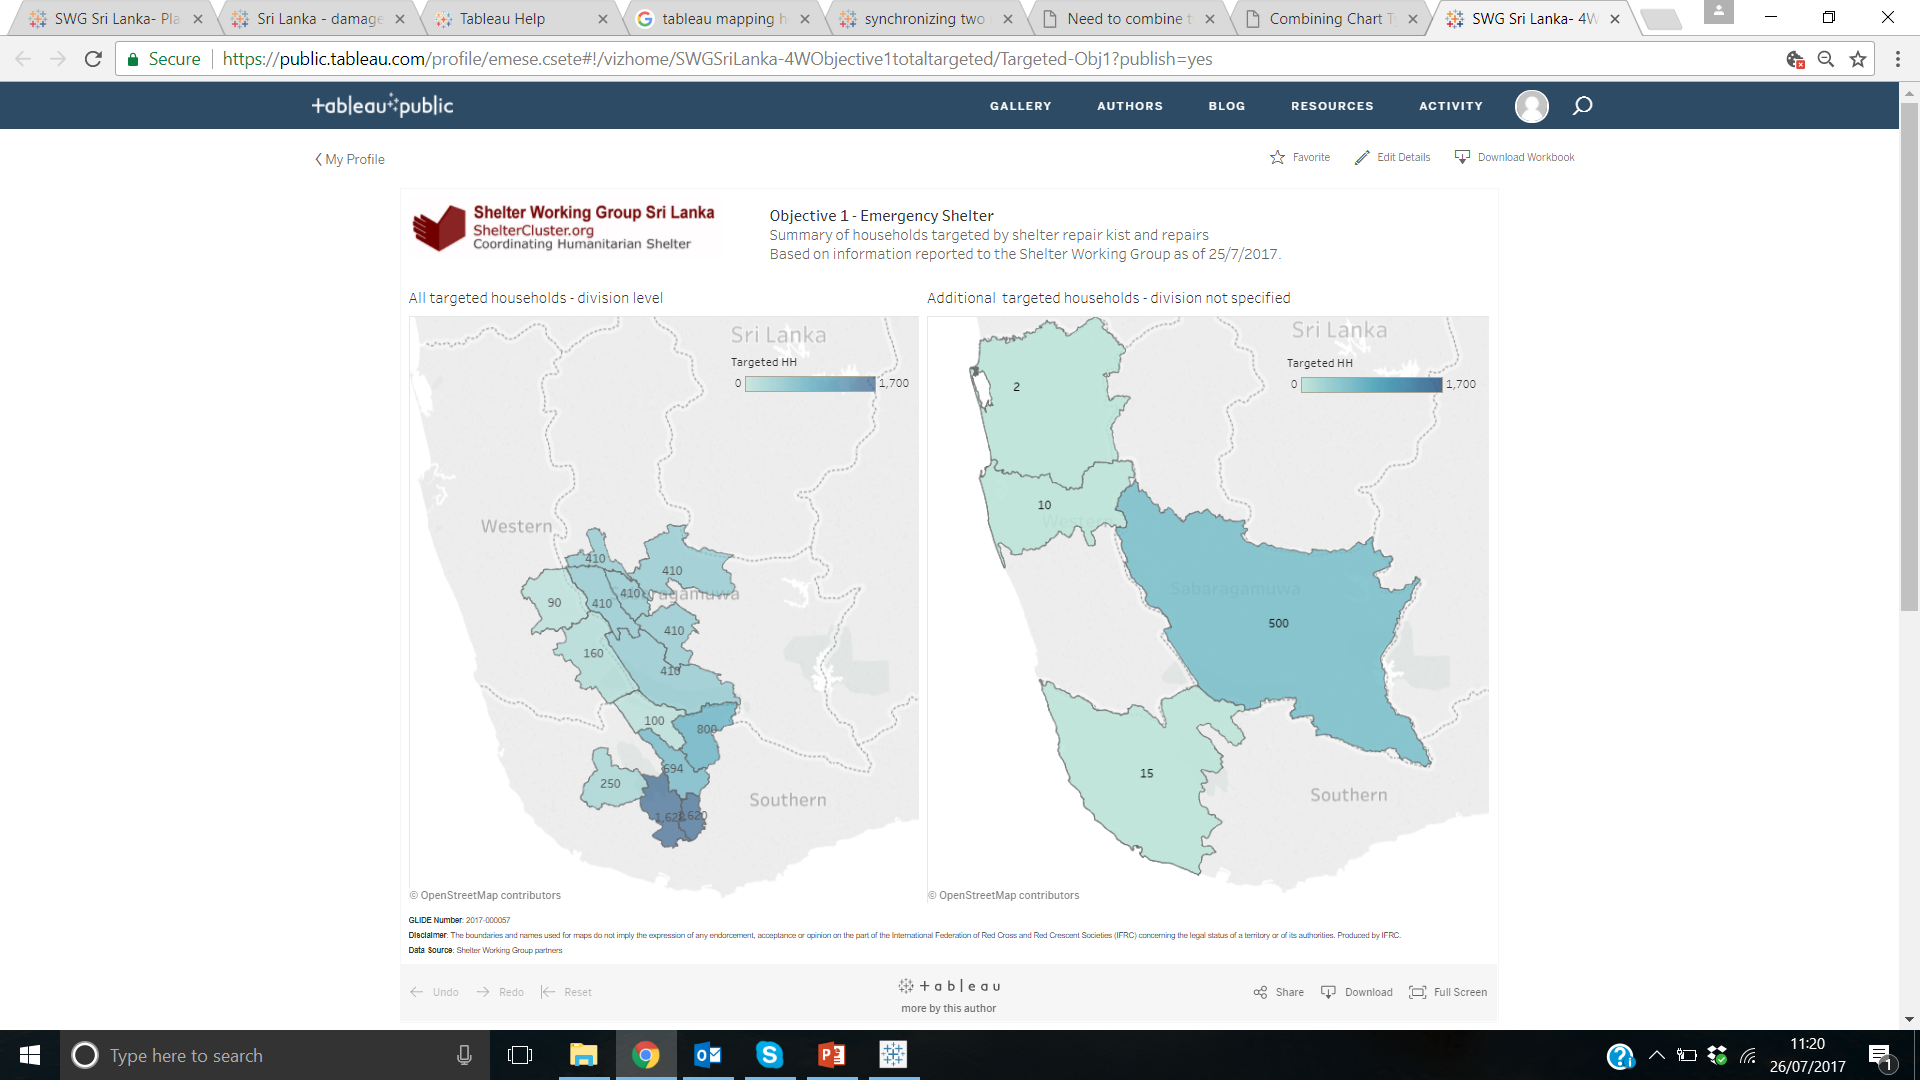 SWG Sri Lanka- Pla
Sri Lanka - damage
Tableau Help
tableau mapping h
synchronizing two
Need to combine t
Combining Chart T
SWG Sri Lanka- 4W
Secure
https://public.tableau.com/profile/emese.csete#!/vizhome/SWGSriLanka-4WObjective1totaltargeted/Targeted-Obj1?publish=yes
+ableau public
GALLERY
AUTHORS
BLOG
RESOURCES
ACTIVITY
My Profile
Favorite
Edit Details
Download Workbook
Shelter Working Group Sri Lanka
ShelterCluster.org
Coordinating Humanitarian Shelter
Objective 1 - Emergency Shelter
Summary of households targeted by shelter repair kist and repairs
Based on information reported to the Shelter Working Group as of 25/7/2017.
All targeted households - division level
Sri Lanka
Targeted HH
0
1,700
Western
410
410
90
410
410
ragamuwa
410
160
410
100
800
594
250
Southern
© OpenStreetMap contributors
Additional targeted households - division not specified
Sri Lanka
Targeted HH
0
1,700
2
10
Sabaragamuwa
500
15
Southern
© OpenStreetMap contributors
GLIDE Number: 2017-000057
Disclaimer: The boundaries and names used for maps do not imply the expression of any endorsement, acceptance or opinion on the part of the International Federation of Red Cross and Red Crescent Societies (IFRC) concerning the legal status of a territory or of its authorities. Produced by IFRC.
Data Source: Shelter Working Group partners
Undo
Redo
Reset
+ableau
more by this author
Share
Download
Full Screen
Type here to search
11:20
26/07/2017
1